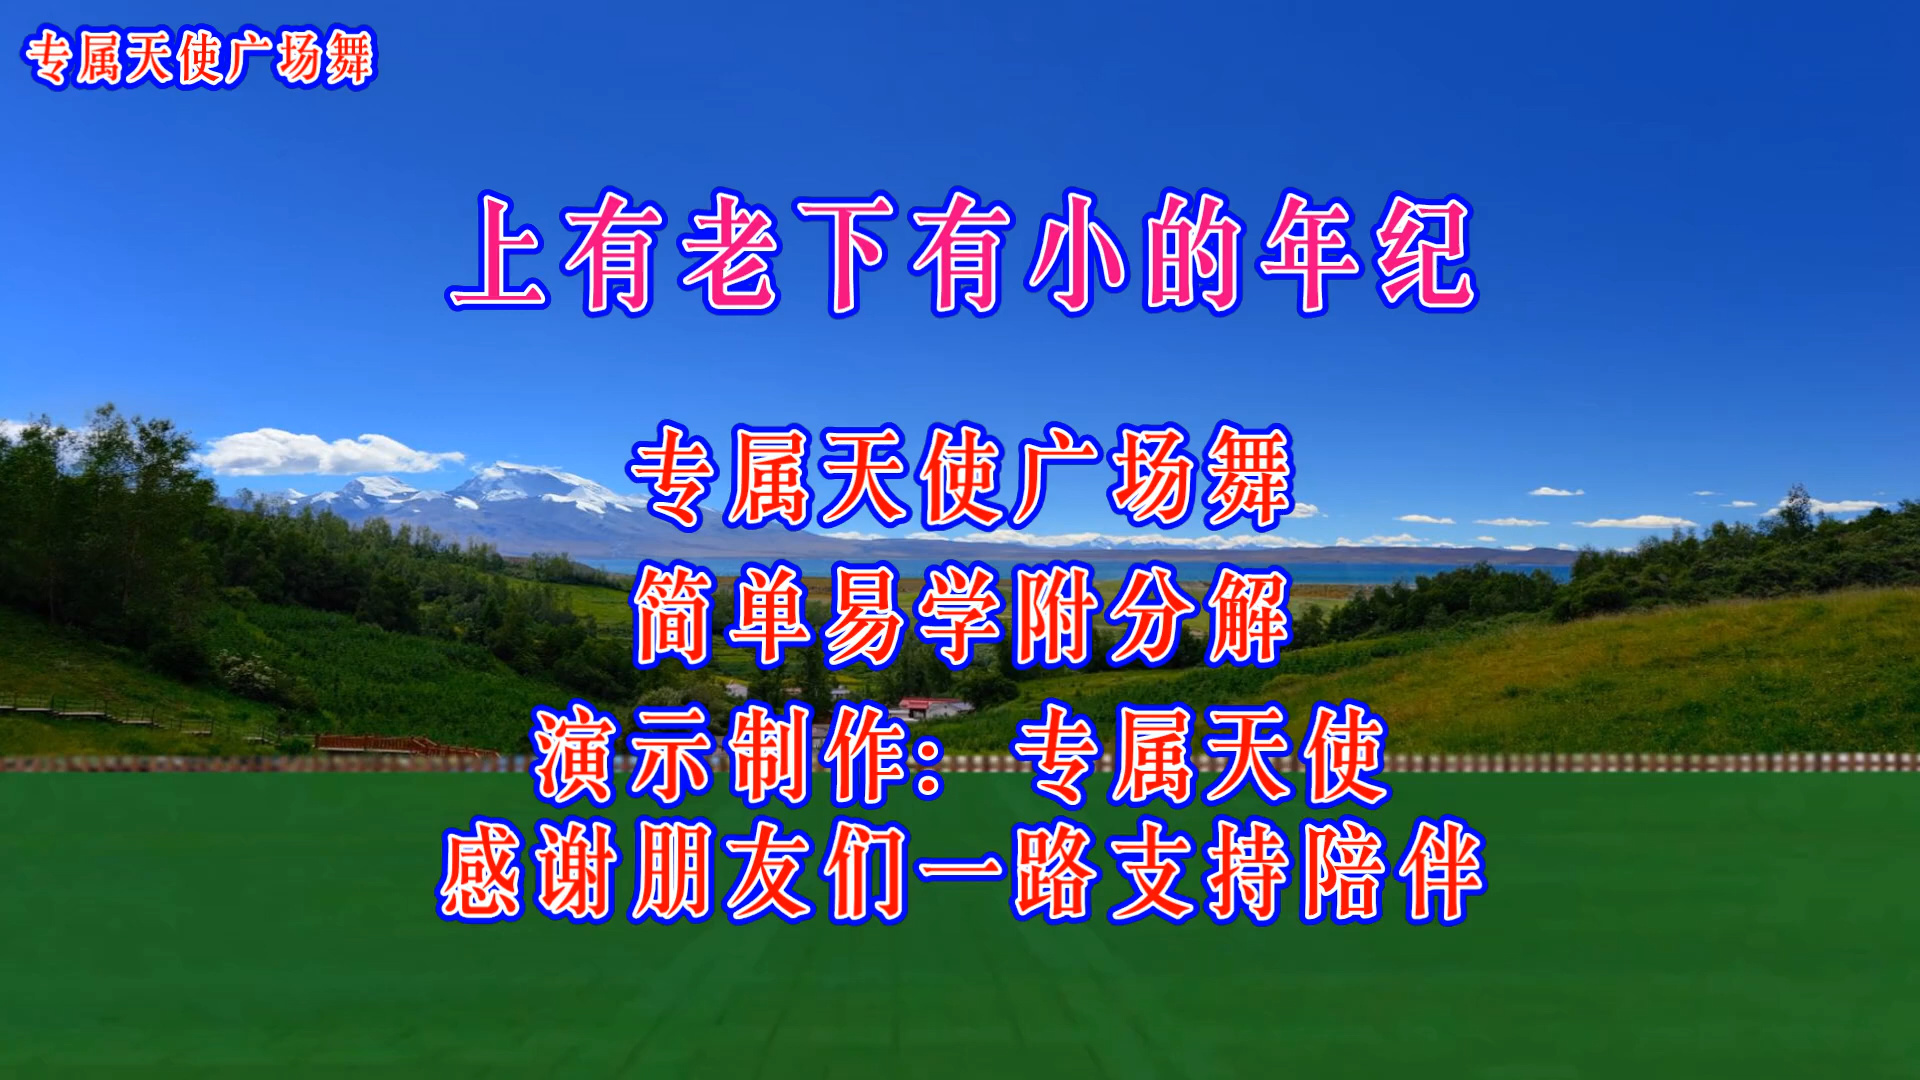 专属天使广场舞
上有老下有小的年纪
专属天使广场舞
简单易学附分解
演示制作：专属天使
感谢朋友们一路支持陪伴